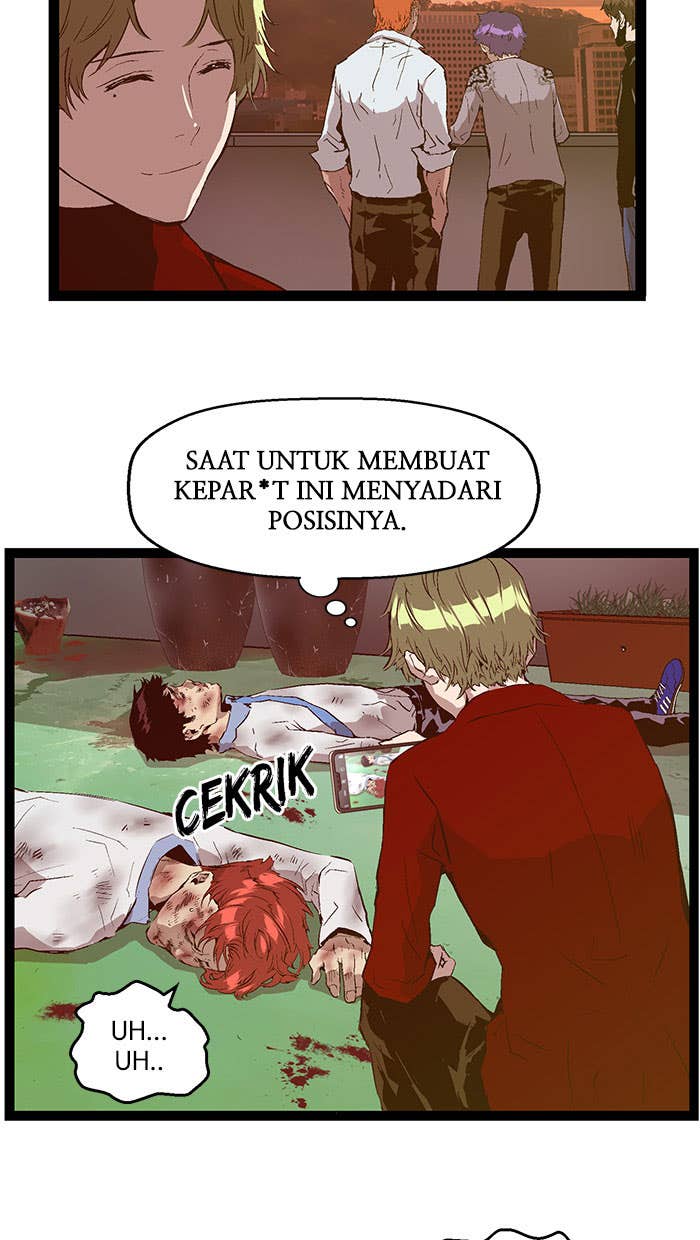 SAAT UNTUK MEMBUAT
KEPAR*T INI MENYADARI
POSISINYA.
CEKRIK
UH...
UH..